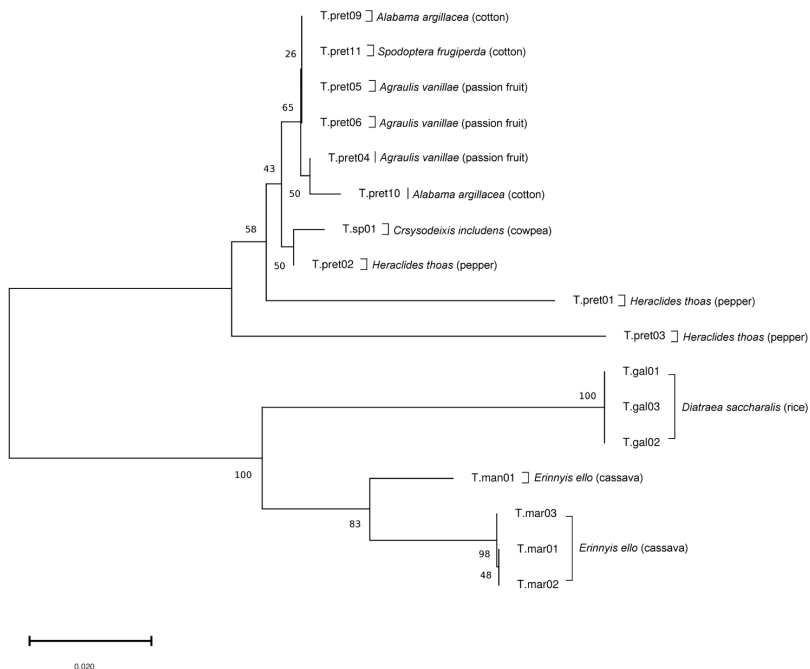 T.pret09 Alabama argillacea (cotton)
26
T.pret11 Spodoptera frugiperda (cotton)
T.pret05 Agraulis vanillae (passion fruit)
65
T.pret06 Agraulis vanillae (passion fruit)
T.pret04 Agraulis vanillae (passion fruit)
43
50
T.pret10 Alabama argillacea (cotton)
T.sp01 Crsysodeixis includens (cowpea)
58
50
T.pret02 Heraclides thoas (pepper)
T.pret01 Heraclides thoas (pepper)
T.pret03 Heraclides thoas (pepper)
T.gal01
100
T.gal03 Diatraea saccharalis (rice)
T.gal02
100
T.man01 Erinnyis ello (cassava)
T.mar03
83
T.mar01 Erinnyis ello (cassava)
98
48
T.mar02
0.020